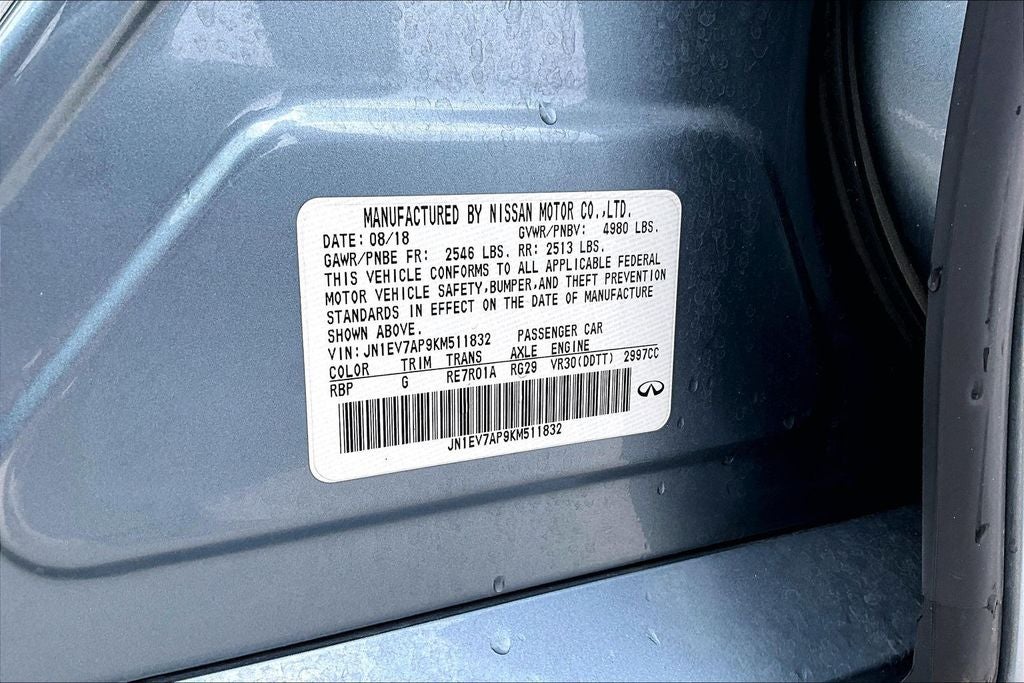 MANUFACTURED BY NISSAN MOTOR CO.,LTD.
DATE: 08/18 GVWR/PNBV: 4980 LBS.
GAWR/PNBE FR: 2546 LBS. RR: 2513 LBS.
THIS VEHICLE CONFORMS TO ALL APPLICABLE FEDERAL
MOTOR VEHICLE SAFETY,BUMPER,AND THEFT PREVENTION
STANDARDS IN EFFECT ON THE DATE OF MANUFACTURE
SHOWN ABOVE.
VIN: JN1EV7AP9KM511832 PASSENGER CAR
COLOR TRIM TRANS AXLE ENGINE
RBP G RE7R01A RG29 VR30(DDTT) 2997CC
JN1EV7AP9KM511832